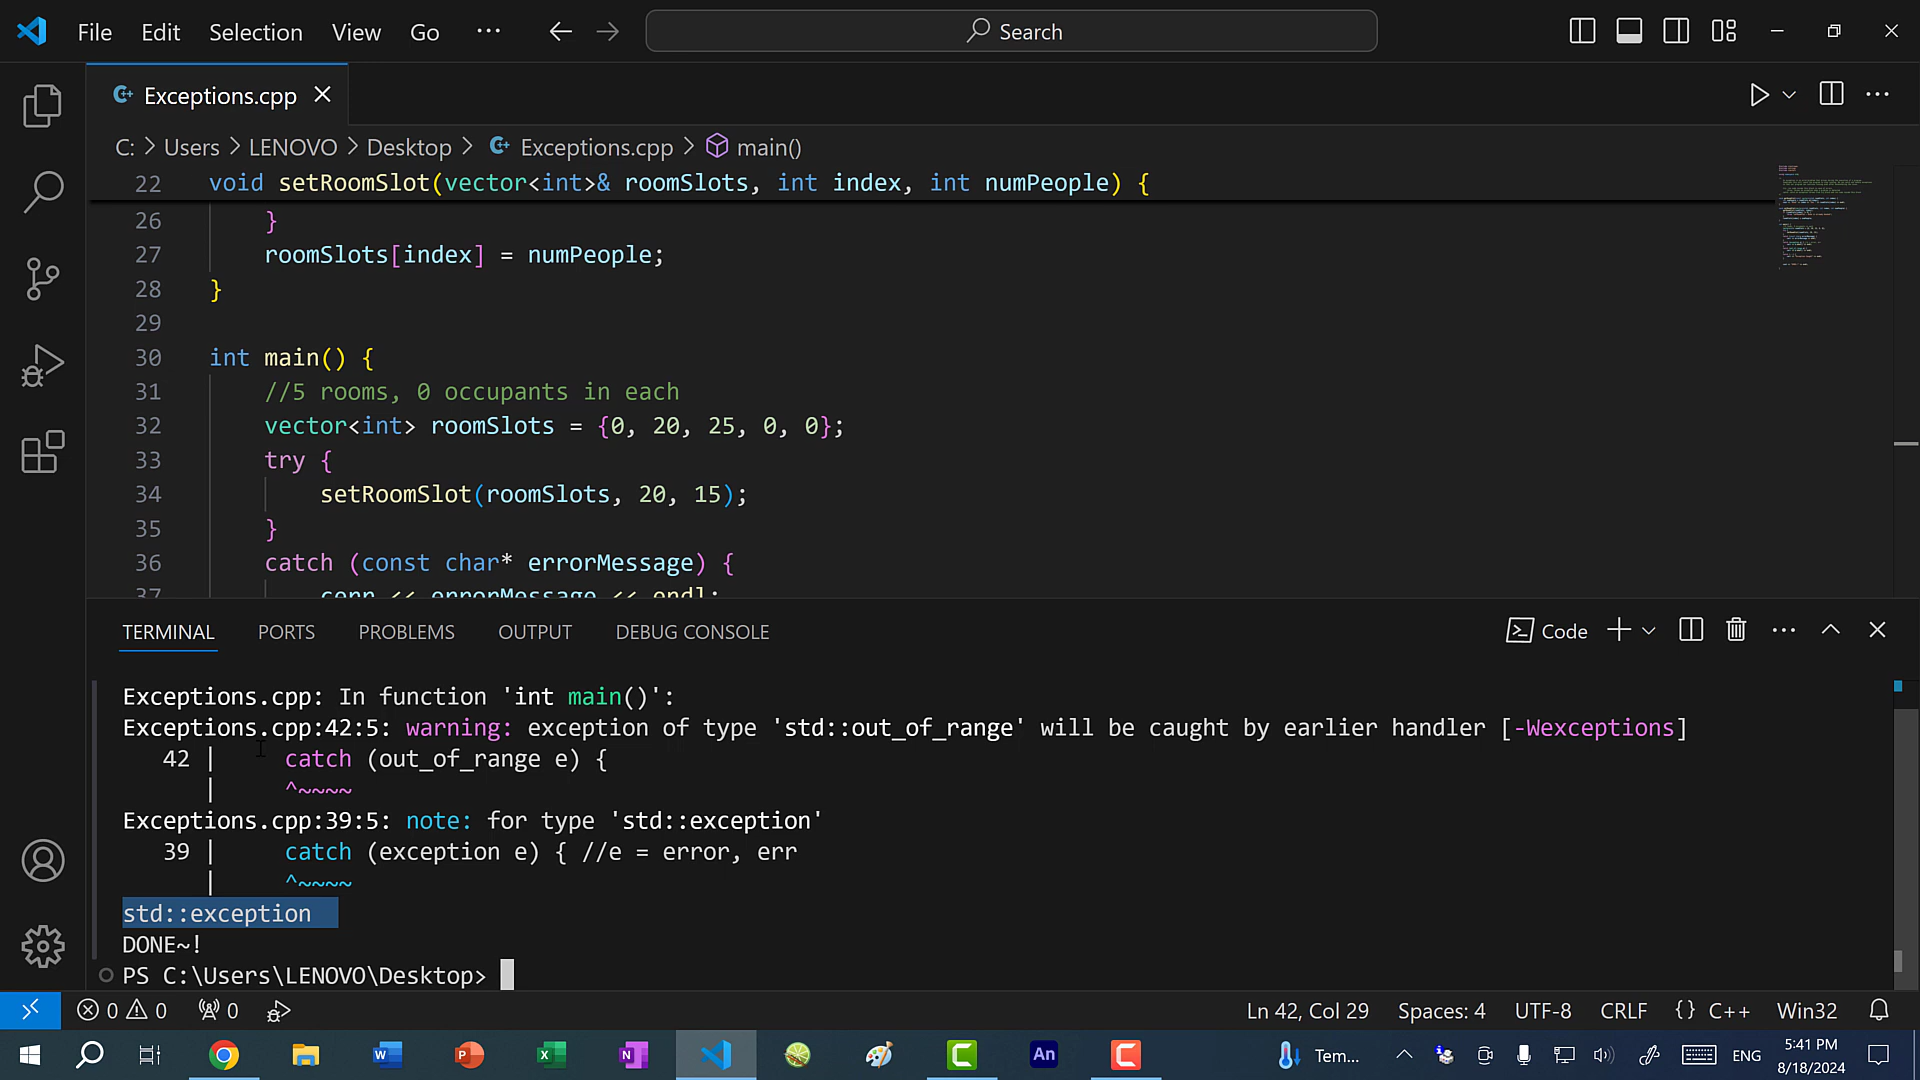 File Edit Selection View Go ··· Search
Exceptions.cpp
C: > Users > LENOVO > Desktop > Exceptions.cpp > main()
22 void setRoomSlot(vector<int>& roomSlots, int index, int numPeople) {
26 }
27 roomSlots[index] = numPeople;
28 }
29
30 int main() {
31 //5 rooms, 0 occupants in each
32 vector<int> roomSlots = {0, 20, 25, 0, 0};
33 try {
34 setRoomSlot(roomSlots, 20, 15);
35 }
36 catch (const char* errorMessage) {
37 cerr << errorMessage << endl;
TERMINAL PORTS PROBLEMS OUTPUT DEBUG CONSOLE Code
Exceptions.cpp: In function 'int main()':
Exceptions.cpp:42:5: warning: exception of type 'std::out_of_range' will be caught by earlier handler [-Wexceptions]
42 | catch (out_of_range e) {
| ^~~~~
Exceptions.cpp:39:5: note: for type 'std::exception'
39 | catch (exception e) { //e = error, err
| ^~~~~
std::exception
DONE~!
PS C:\Users\LENOVO\Desktop>
0 0 0 Ln 42, Col 29 Spaces: 4 UTF-8 CRLF {} C++ Win32
Tem... ENG 5:41 PM
8/18/2024